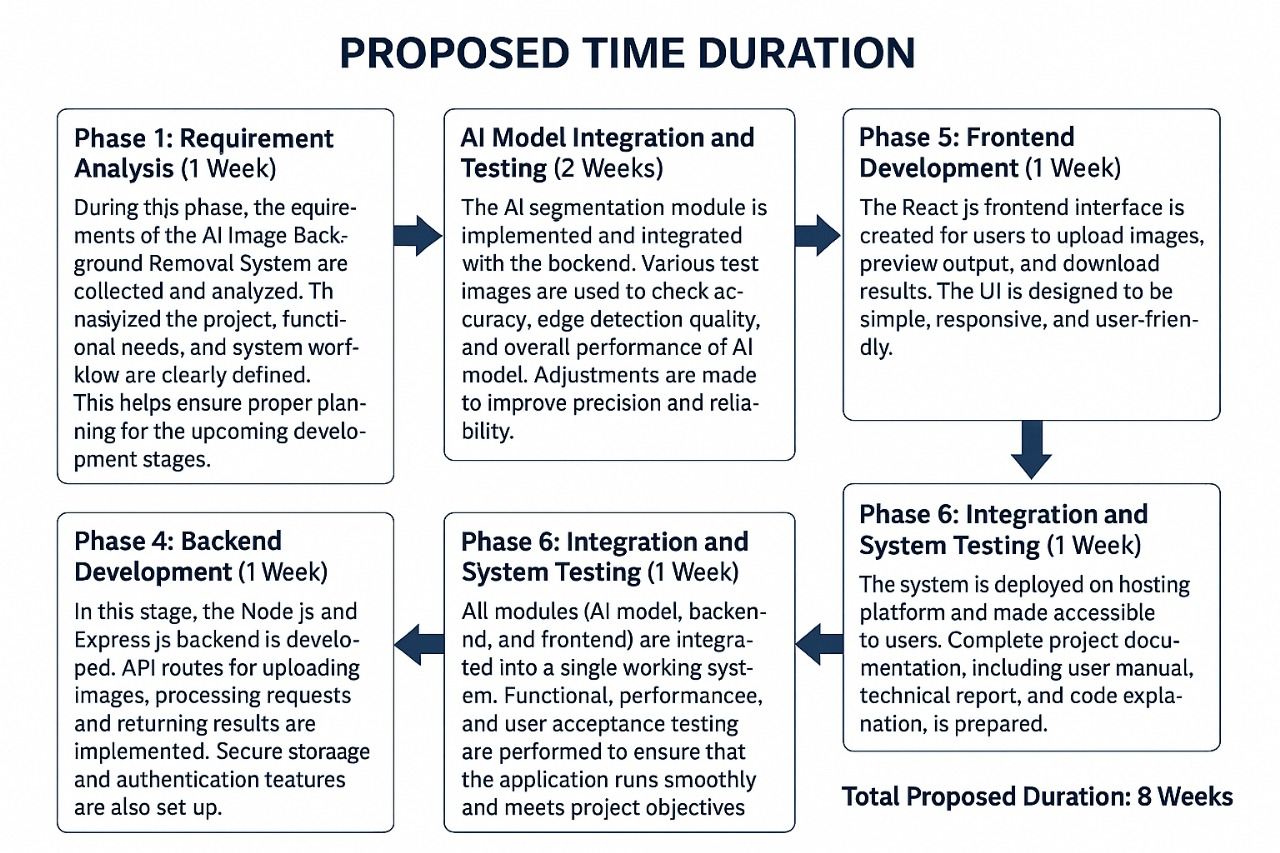 PROPOSED TIME DURATION
Phase 1: Requirement
Analysis (1 Week)
During this phase, the equire-
ments of the AI Image Back-
ground Removal System are
collected and analyzed. Th
nasiyized the project, functi-
onal needs, and system worf-
klow are clearly defined.
This helps ensure proper plan-
ning for the upcoming develo-
pment stages.
AI Model Integration and
Testing (2 Weeks)
The AI segmentation module is
implemented and integrated
with the bockend. Various test
images are used to check ac-
curacy, edge detection quality,
and overall performance of AI
model. Adjustments are made
to improve precision and relia-
bility.
Phase 5: Frontend
Development (1 Week)
The React js frontend interface is
created for users to upload images,
preview output, and download
results. The UI is designed to be
simple, responsive, and user-frien-
dly.
Phase 4: Backend
Development (1 Week)
In this stage, the Node js and
Express js backend is develo-
ped. API routes for uploading
images, processing requests
and returning results are
implemented. Secure storaage
and authentication teatures
are also set up.
Phase 6: Integration and
System Testing (1 Week)
All modules (AI model, backen-
nd, and frontend) are integra-
ted into a single working syst-
em. Functional, performancee,
and user acceptance testing
are performed to ensure that
the application runs smoothly
and meets project objectives
Phase 6: Integration and
System Testing (1 Week)
The system is deployed on hosting
platform and made accessible
to users. Complete project docu-
mentation, including user manual,
technical report, and code expla-
nation, is prepared.
Total Proposed Duration: 8 Weeks